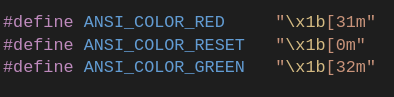 #define ANSI_COLOR_RED     "\x1b[31m"
#define ANSI_COLOR_RESET   "\x1b[0m"
#define ANSI_COLOR_GREEN   "\x1b[32m"